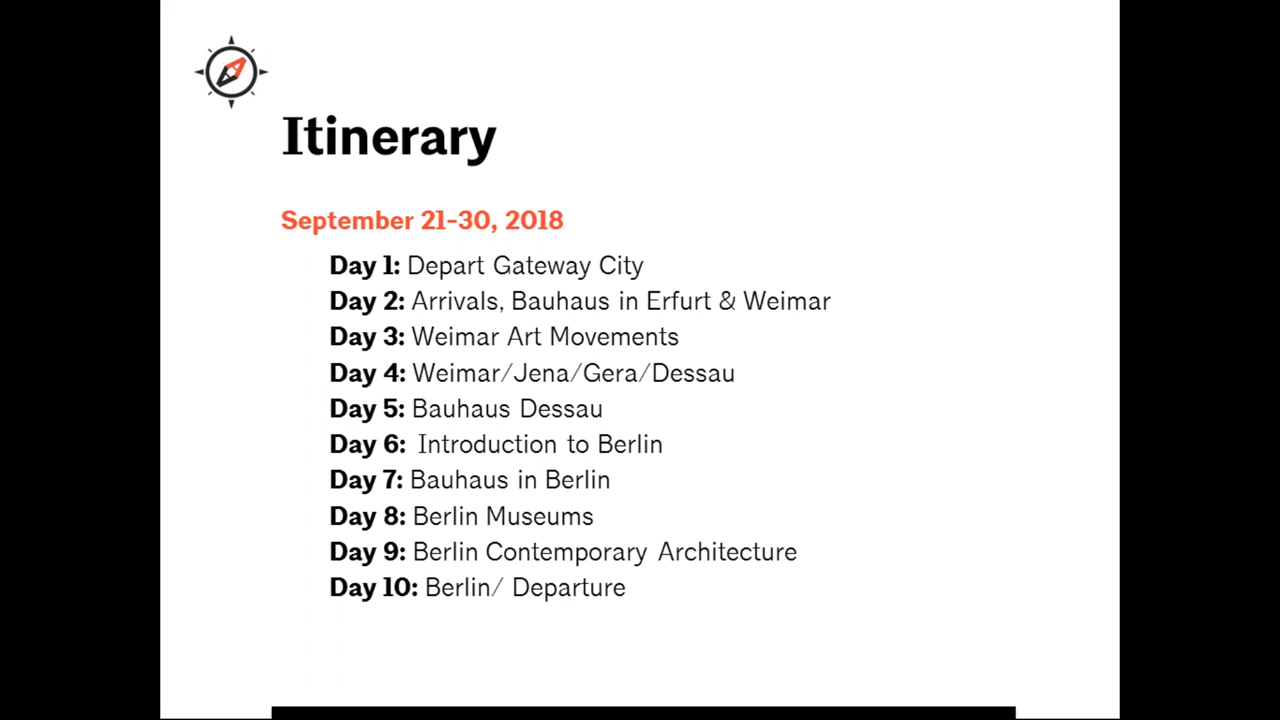 Itinerary
September 21-30, 2018
Day 1: Depart Gateway City
Day 2: Arrivals, Bauhaus in Erfurt & Weimar
Day 3: Weimar Art Movements
Day 4: Weimar/Jena/Gera/Dessau
Day 5: Bauhaus Dessau
Day 6: Introduction to Berlin
Day 7: Bauhaus in Berlin
Day 8: Berlin Museums
Day 9: Berlin Contemporary Architecture
Day 10: Berlin/ Departure